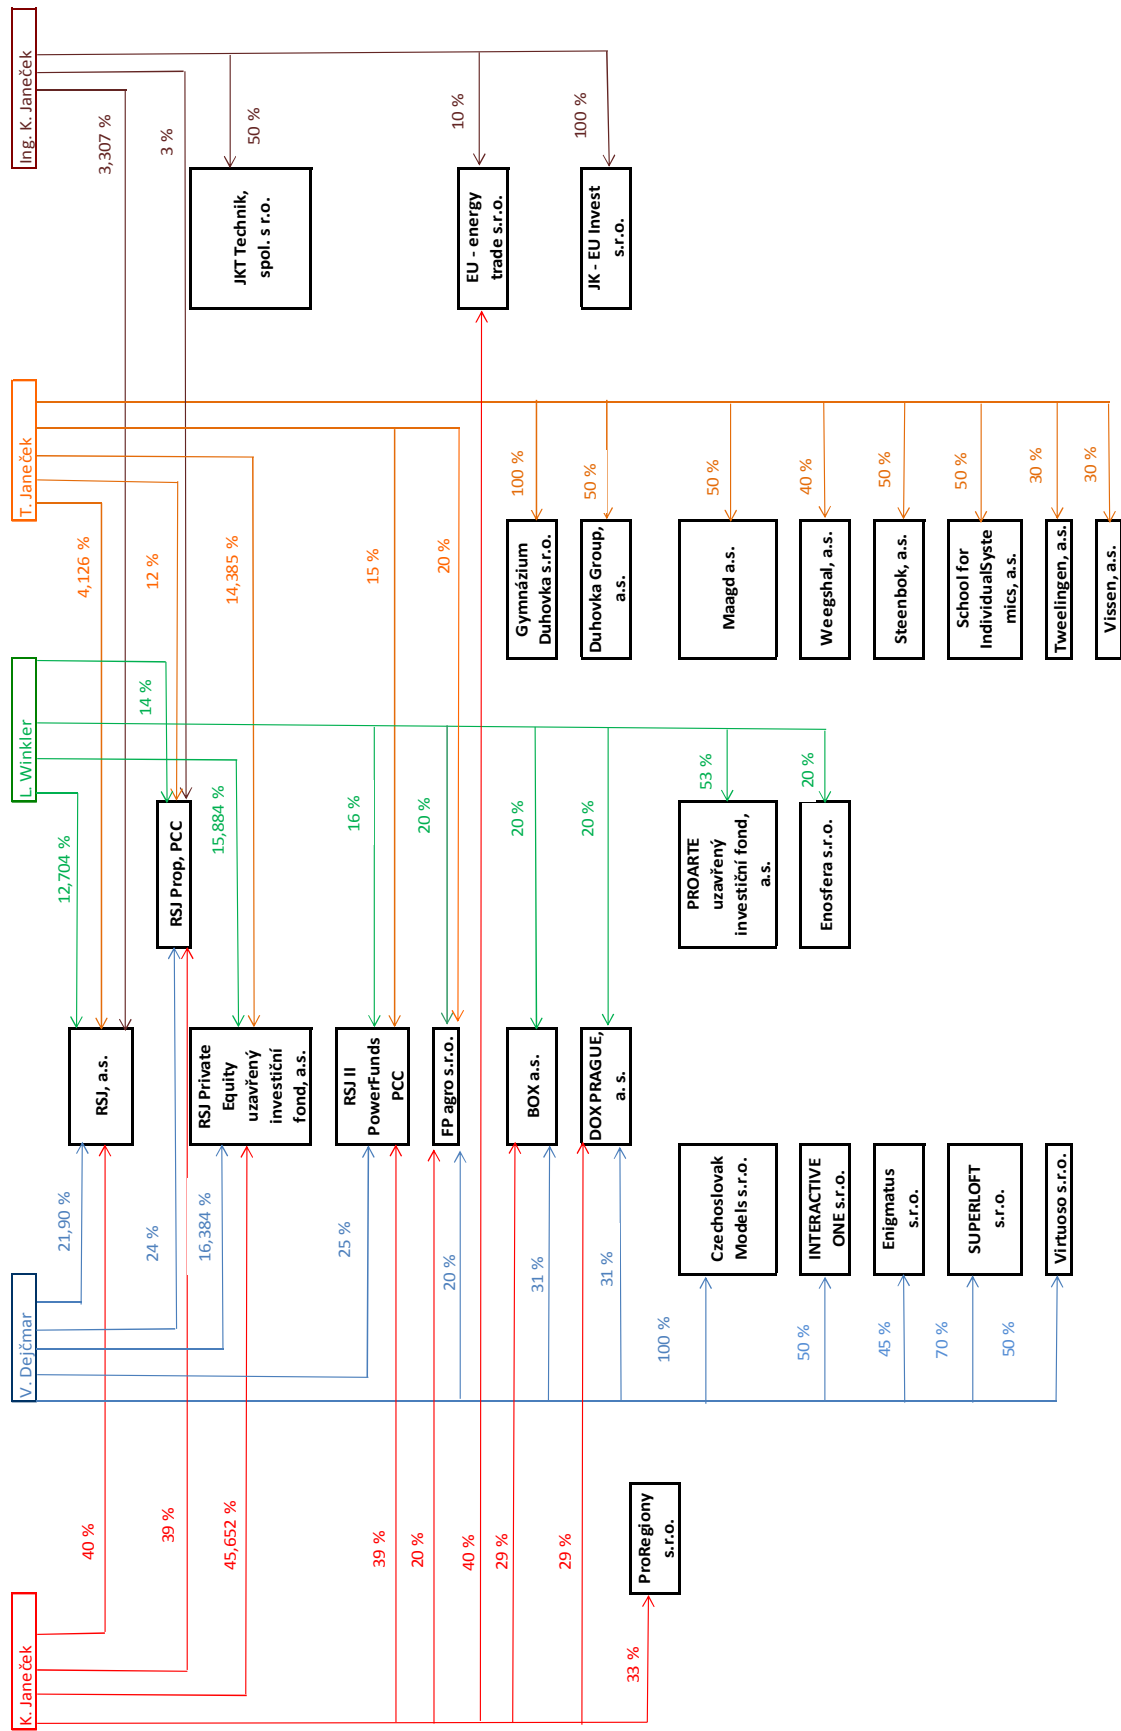 K. Janeček
V. Dejčmar
L. Winkler
T. Janeček
Ing. K. Janeček
40 %
21,90 %
12,704 %
4,126 %
3,307 %
RSJ, a.s.
39 %
24 %
14 %
12 %
3 %
RSJ Prop, PCC
45,652 %
16,384 %
15,884 %
14,385 %
50 %
RSJ Private
Equity
uzavřený
investiční
fond, a.s.
JKT Technik,
spol. s r.o.
39 %
25 %
16 %
15 %
RSJ II
PowerFunds
PCC
20 %
20 %
20 %
20 %
FP agro s.r.o.
40 %
10 %
EU - energy
trade s.r.o.
29 %
31 %
20 %
100 %
BOX a.s.
Gymnázium
Duhovka s.r.o.
29 %
31 %
20 %
50 %
100 %
DOX PRAGUE,
a. s.
Duhovka Group,
a.s.
JK - EU Invest
s.r.o.
33 %
ProRegiony
s.r.o.
100 %
53 %
50 %
Czechoslovak
Models s.r.o.
PROARTE
uzavřený
investiční fond,
a.s.
Maagd a.s.
50 %
20 %
40 %
INTERACTIVE
ONE s.r.o.
Enosfera s.r.o.
Weegshal, a.s.
45 %
50 %
Enigmatus
s.r.o.
Steenbok, a.s.
70 %
50 %
SUPERLOFT
s.r.o.
School for
IndividualSyste
mics, a.s.
50 %
30 %
Virtuoso s.r.o.
Tweelingen, a.s.
30 %
Vissen, a.s.